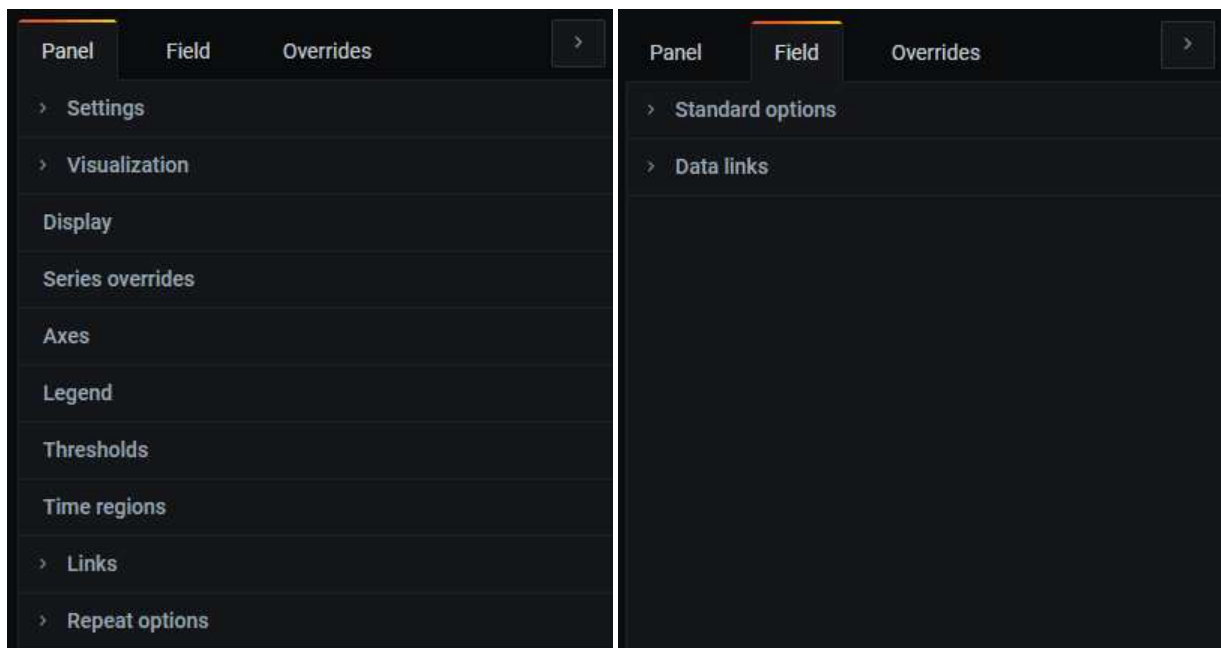 Panel Field Overrides
Settings
Visualization
Display
Series overrides
Axes
Legend
Thresholds
Time regions
Links
Repeat options
Panel Field Overrides
Standard options
Data links